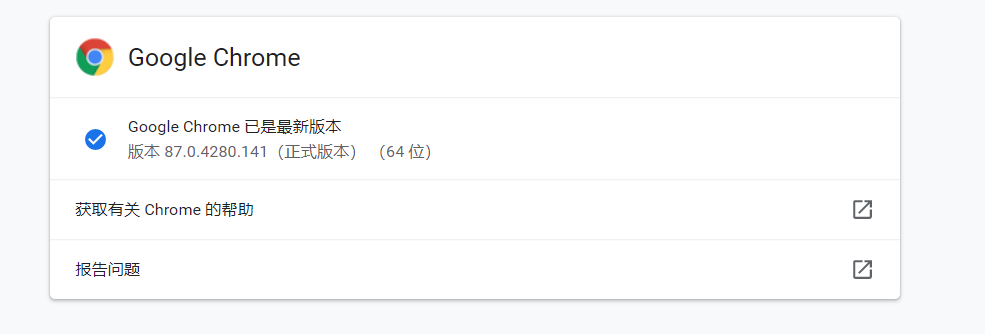 Google Chrome
Google Chrome 已是最新版本
版本 87.0.4280.141（正式版本） （64 位）
获取有关 Chrome 的帮助
报告问题